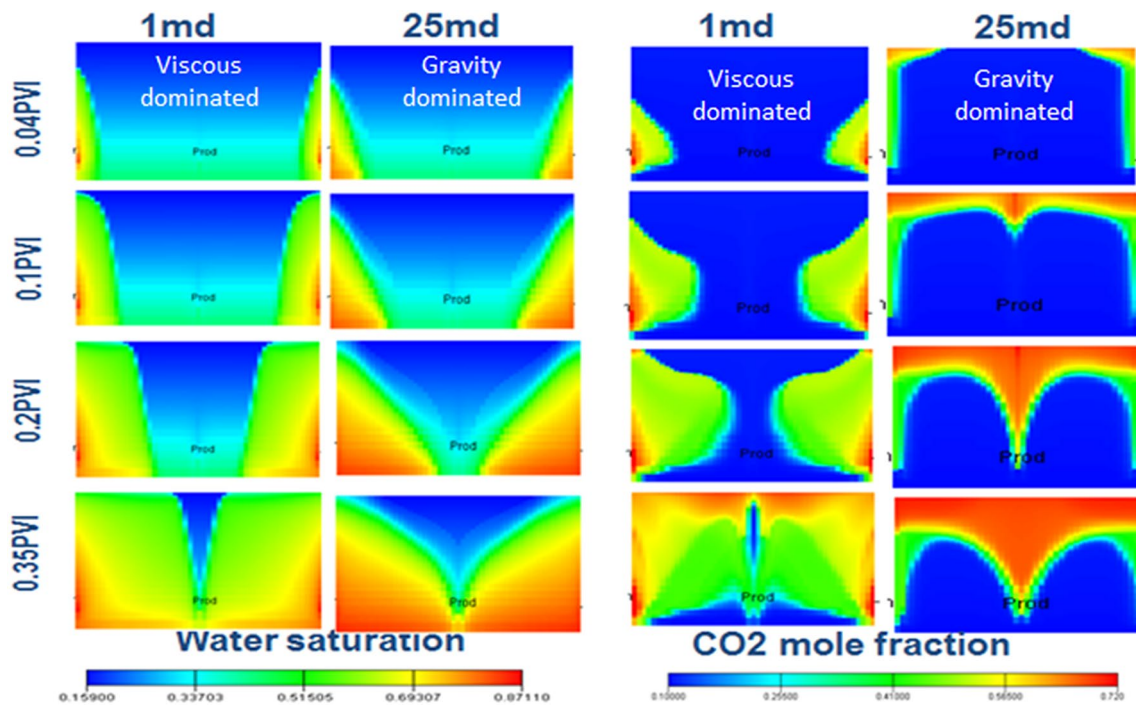 1md 25md 1md 25md
Viscous dominated
Gravity dominated
Viscous dominated
Gravity dominated
0.04PVI
Prod Prod Prod Prod
0.1PVI
Prod Prod Prod Prod
0.2PVI
Prod Prod Prod Prod
0.35PVI
Prod Prod Prod Prod
Water saturation CO2 mole fraction
0.15900 0.33703 0.51505 0.69307 0.87110
0.10000 0.25500 0.41000 0.56500 0.720